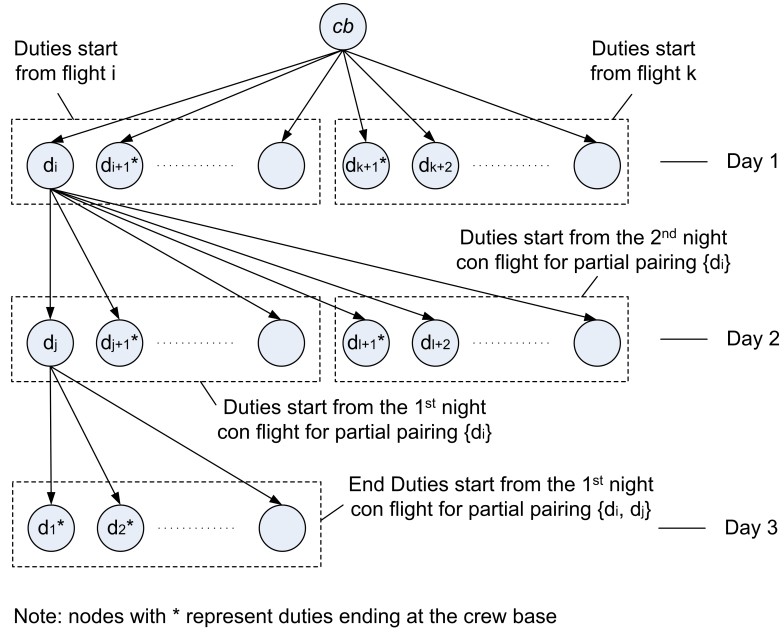 cb
Duties start
from flight i
Duties start
from flight k
di di+1* ............ dk+1* dk+2 ............ Day 1
Duties start from the 2nd night
con flight for partial pairing {di}
dj dj+1* ............ dl+1* dl+2 ............ Day 2
Duties start from the 1st night
con flight for partial pairing {di}
End Duties start from the 1st night
con flight for partial pairing {di, dj}
d1* d2* ............ Day 3
Note: nodes with * represent duties ending at the crew base